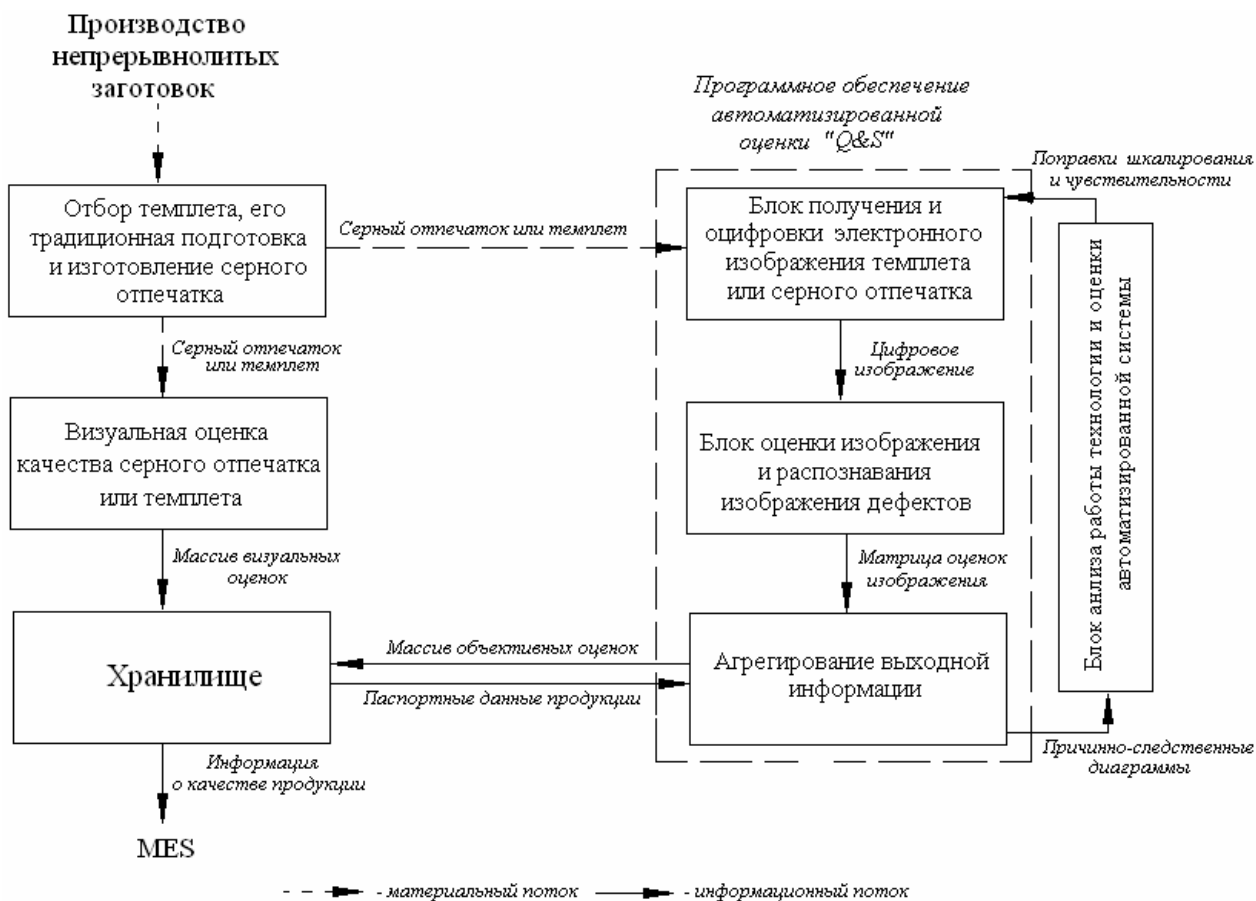 Производство
непрерывнолитых
заготовок
Программное обеспечение
автоматизированной
оценки "Q&S"
Поправки шкалирования
и чувствительности
Отбор темплета, его
традиционная подготовка
и изготовление серного
отпечатка
Серный отпечаток или темплет
Блок получения и
оцифровки электронного
изображения темплета
или серного отпечатка
Серный отпечаток
или темплет
Цифровое
изображение
Блок анлиза работы технологии и оценки
автоматизированной системы
Визуальная оценка
качества серного отпечатка
или темплета
Блок оценки изображения
и распознавания
изображения дефектов
Массив визуальных
оценок
Матрица оценок
изображения
Хранилище
Массив объективных оценок
Паспортные данные продукции
Агрегирование выходной
информации
Информация
о качестве продукции
Причинно-следственные
диаграммы
MES
- материальный поток
- информационный поток